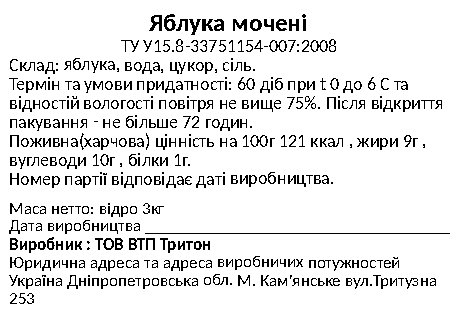 Яблука мочені
ТУ У15.8-33751154-007:2008
Склад: яблука, вода, цукор, сіль.
Термін та умови придатності: 60 діб при t 0 до 6 С та
відностій вологості повітря не вище 75%. Після відкриття
пакування - не більше 72 годин.
Поживна(харчова) цінність на 100г 121 ккал , жири 9г ,
вуглеводи 10г , білки 1г.
Номер партії відповідає даті виробництва.
Маса нетто: відро 3кг
Дата виробництва ___________________________________
Виробник : ТОВ ВТП Тритон
Юридична адреса та адреса виробничих потужностей
Україна Дніпропетровська обл. М. Кам'янське вул.Тритузна
253